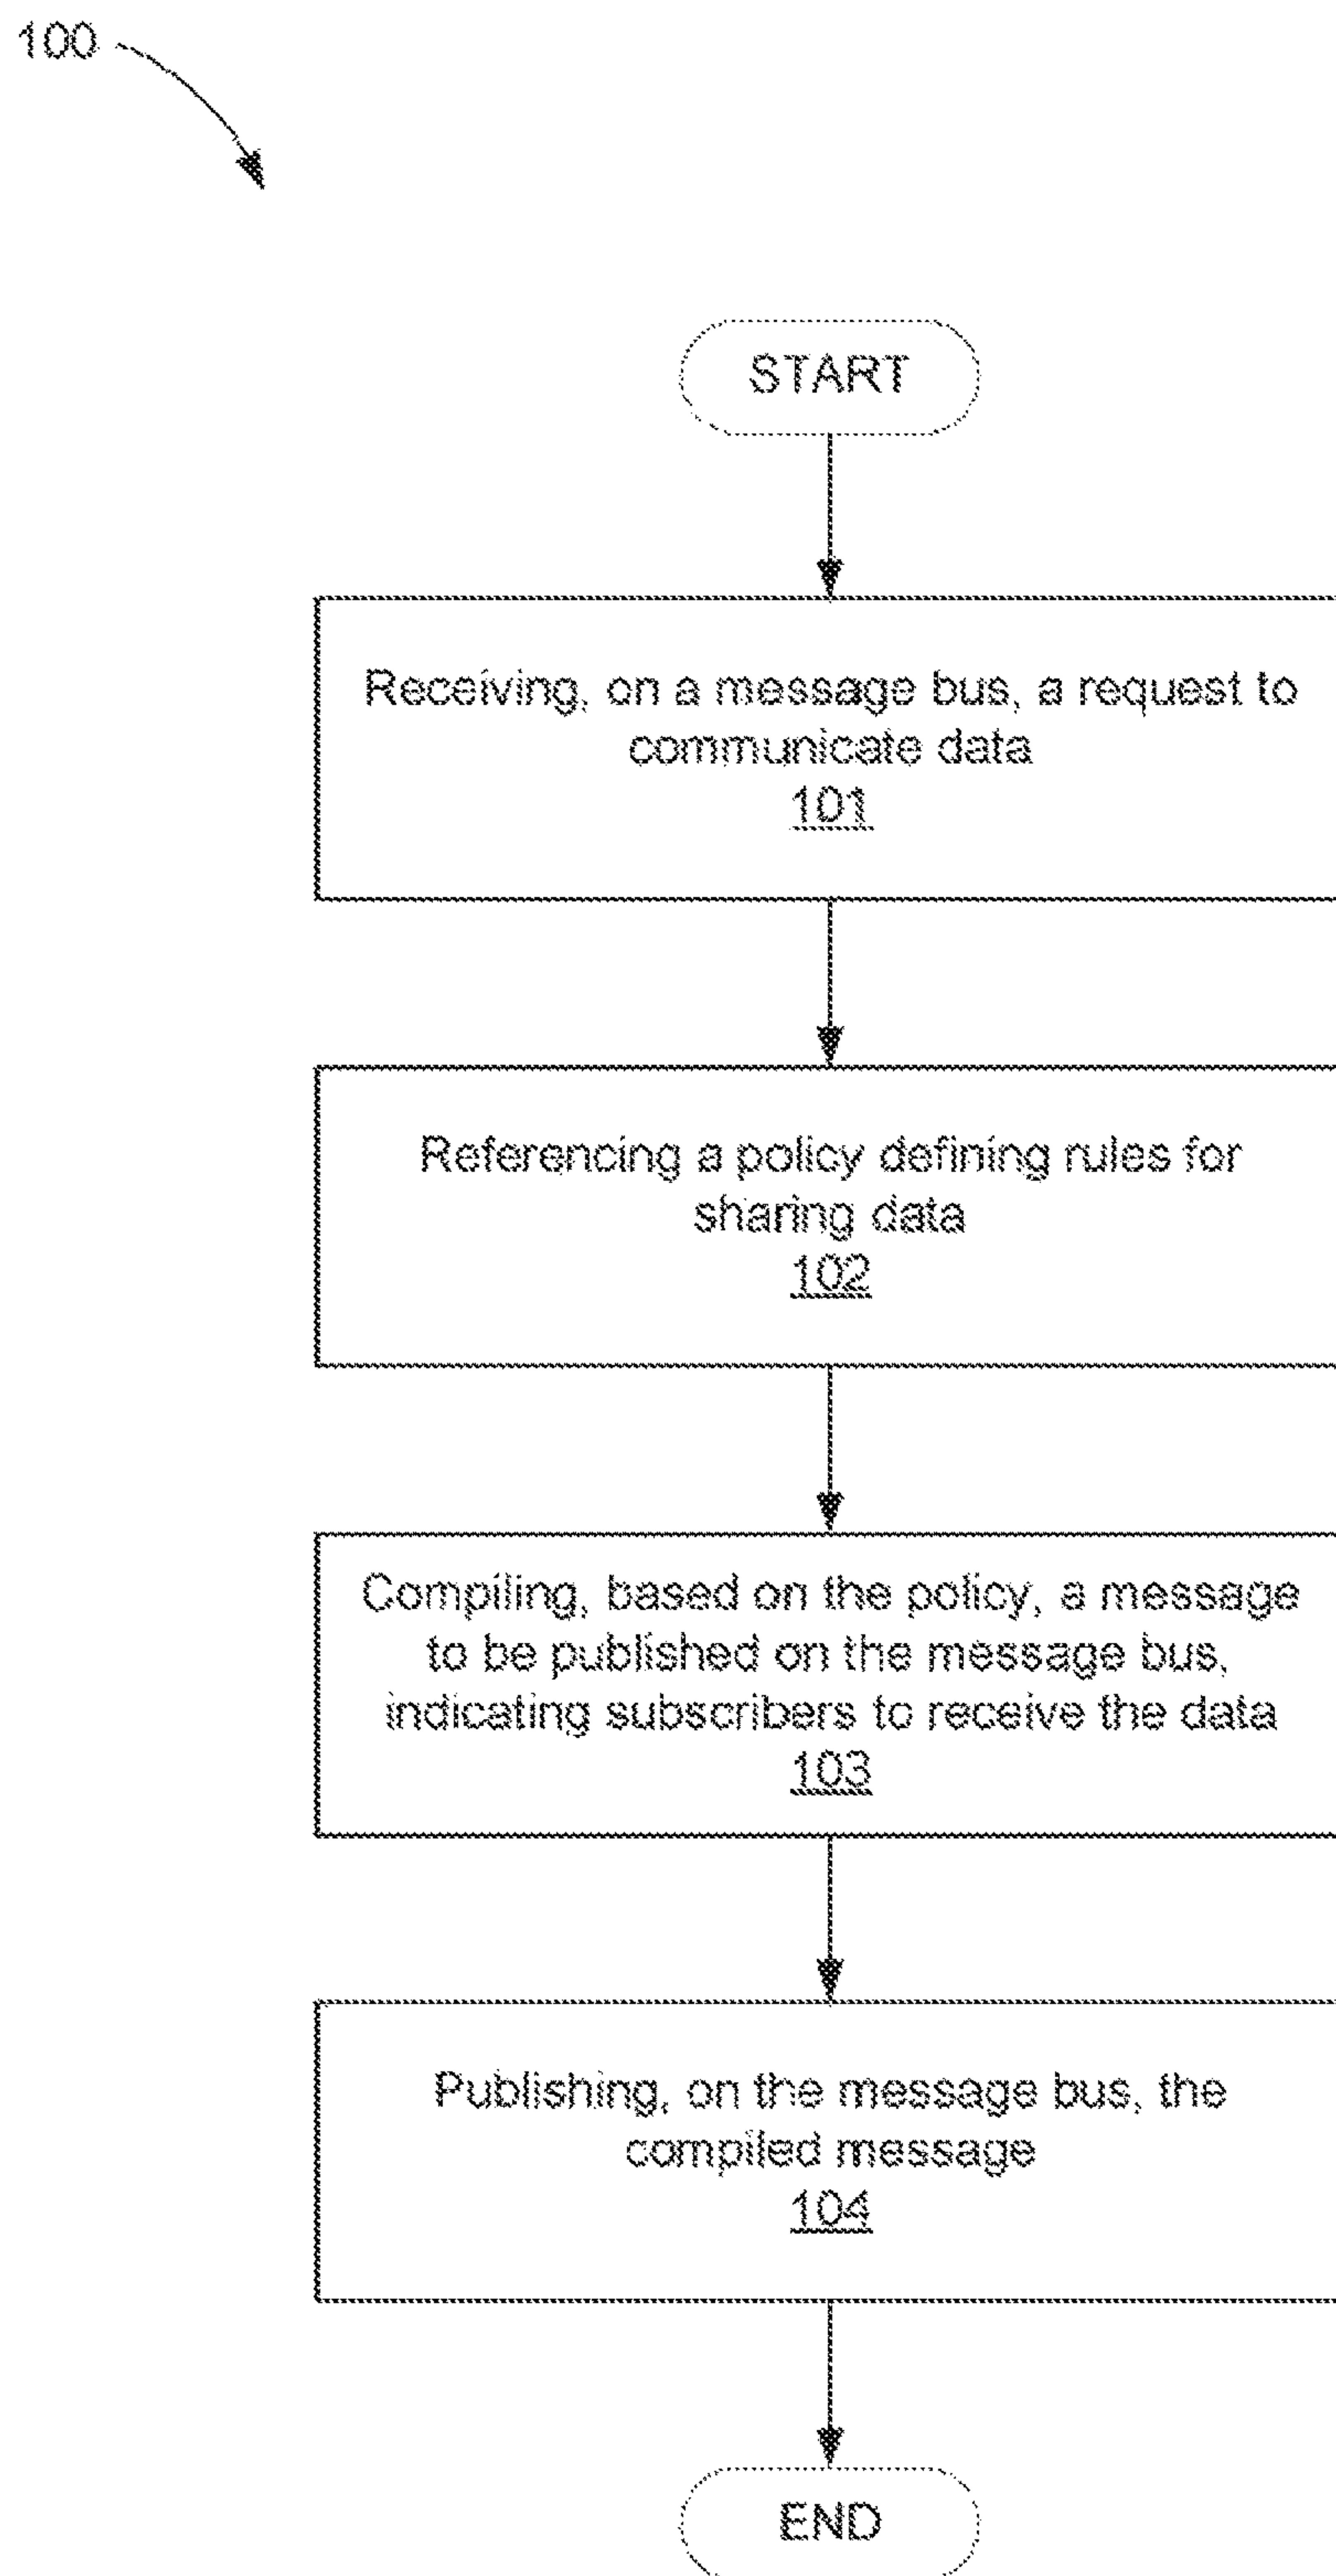 100
START
Receiving, on a message bus, a request to
communicate data
101
Referencing a policy defining rules for
sharing data
102
Compiling, based on the policy, a message
to be published on the message bus,
indicating subscribers to receive the data
103
Publishing, on the message bus, the
compiled message
104
END